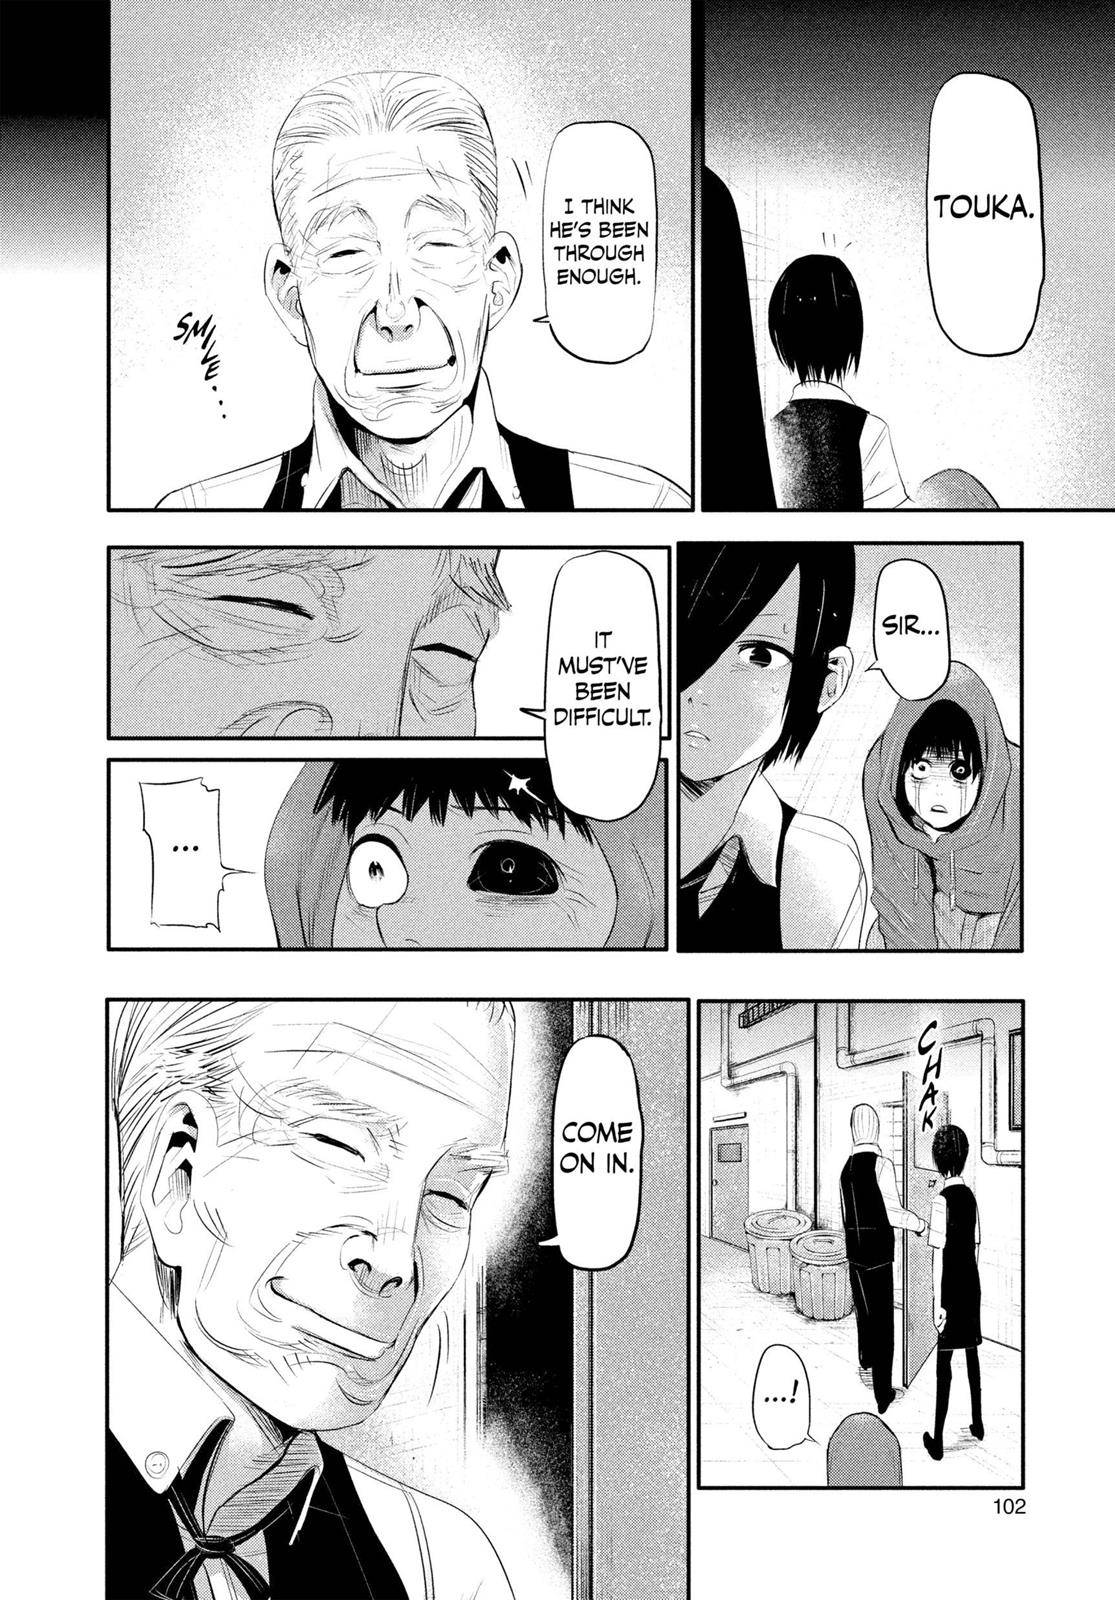 TOUKA.
I THINK
HE'S BEEN
THROUGH
ENOUGH.
SMILE...
SIR...
IT
MUST'VE
BEEN
DIFFICULT.
...
CHAK
...!
COME
ON IN.
102